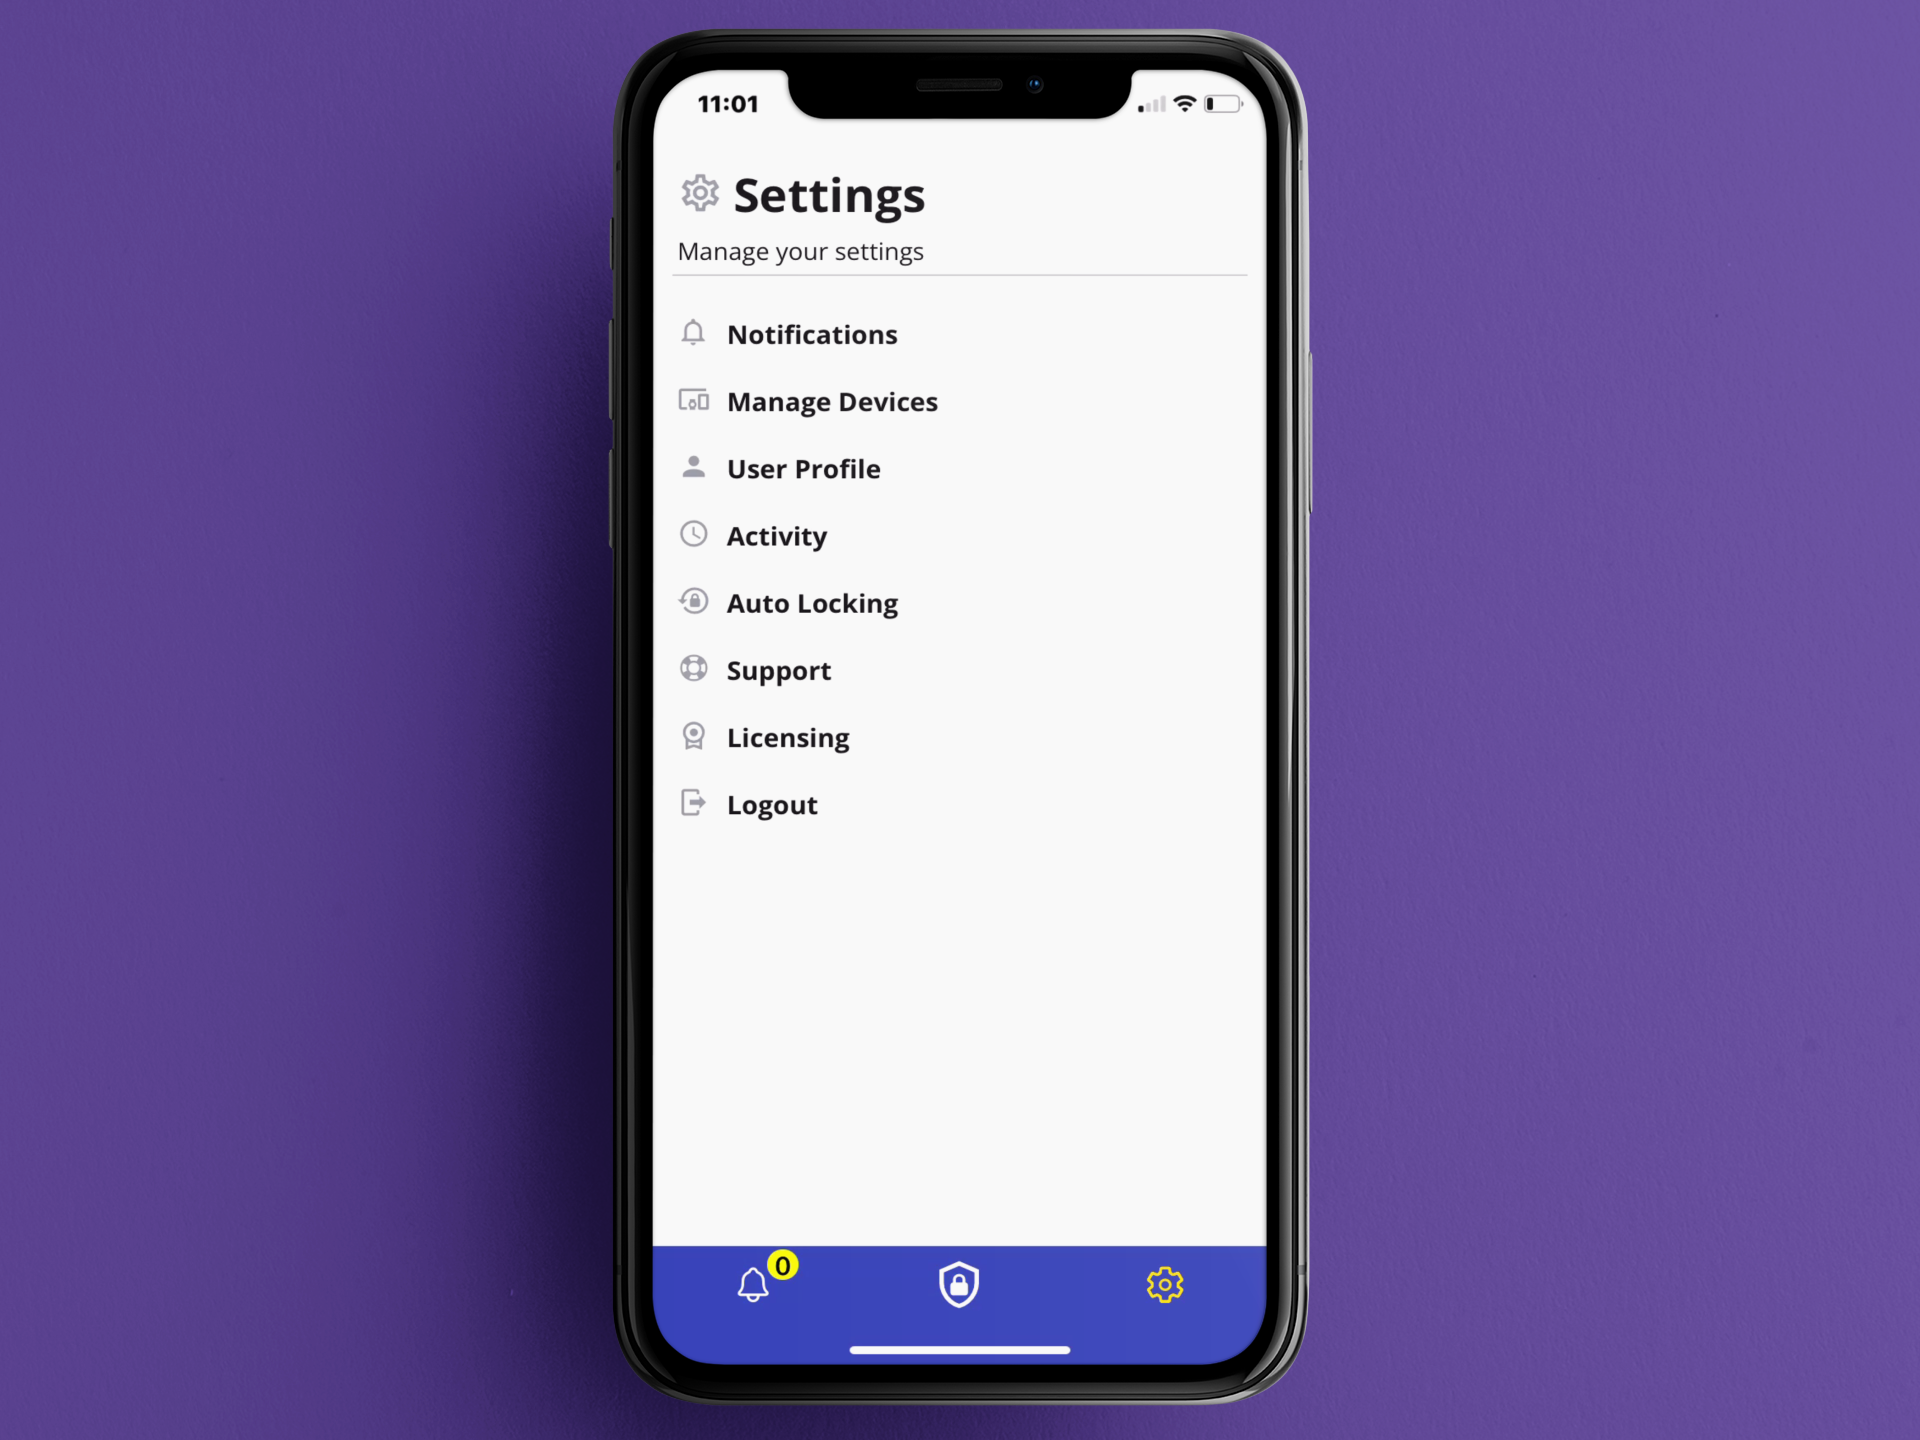 11:01
Settings
Manage your settings
Notifications
Manage Devices
User Profile
Activity
Auto Locking
Support
Licensing
Logout
0